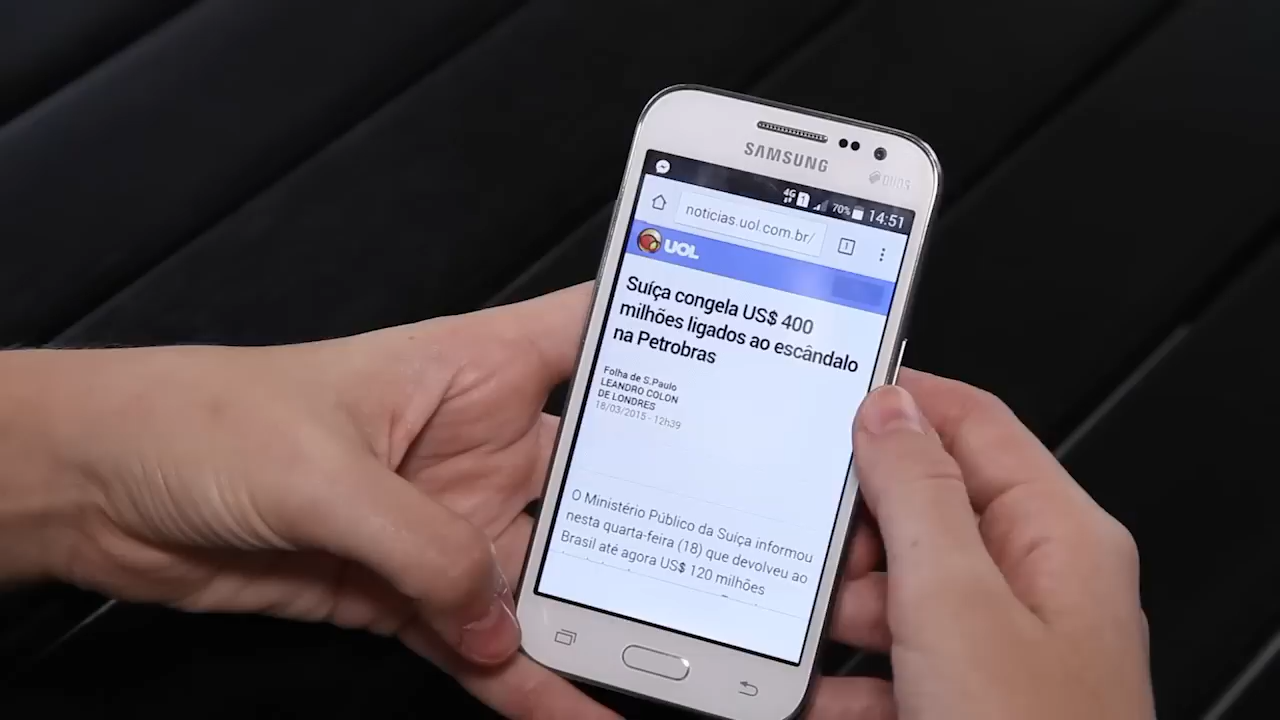 SAMSUNG
DUOS
4G 1 70% 14:51
noticias.uol.com.br/
UOL
Suíça congela US$ 400
milhões ligados ao escândalo
na Petrobras
Folha de S.Paulo
LEANDRO COLON
DE LONDRES
18/03/2015 - 12h39
O Ministério Público da Suíça informou
nesta quarta-feira (18) que devolveu ao
Brasil até agora US$ 120 milhões